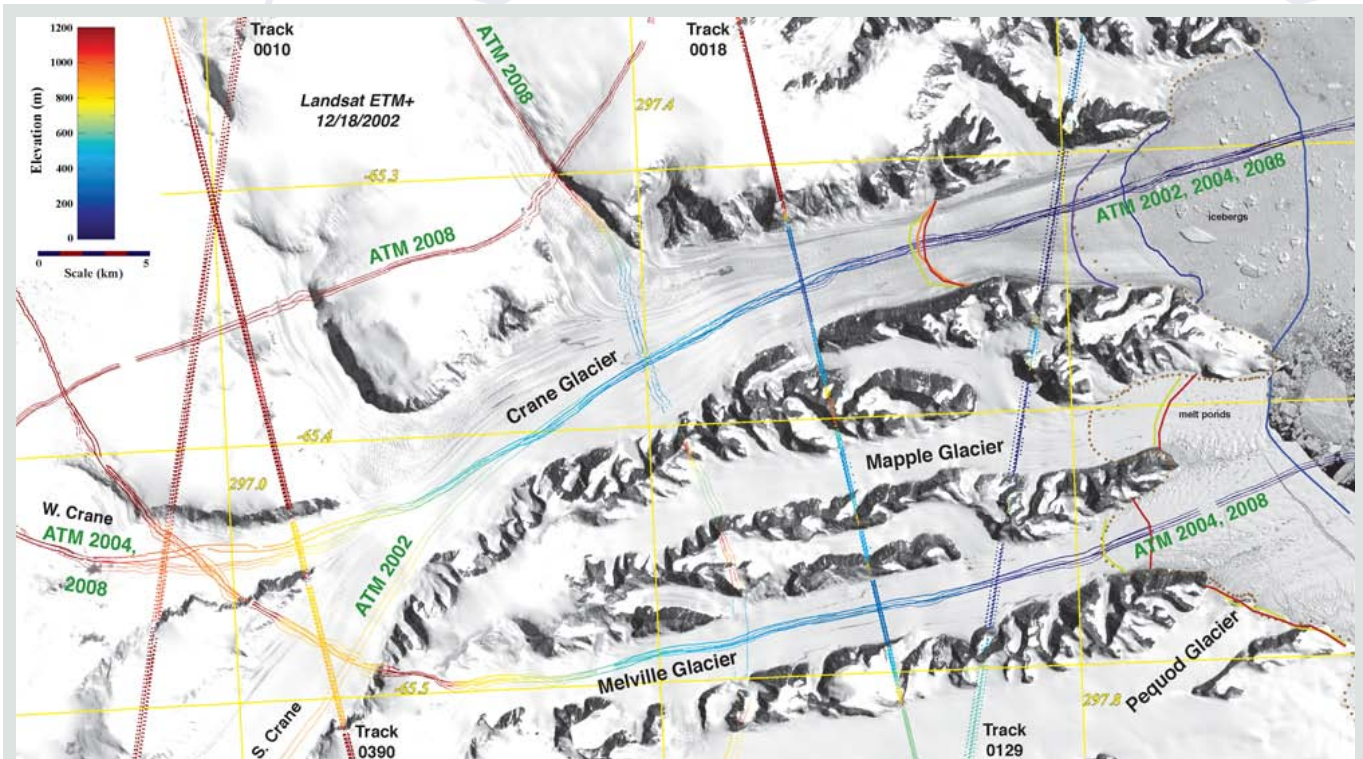 1200
1000
800
600
400
200
0
Elevation (m)
0
5
Scale (km)
Track
0010
Landsat ETM+
12/18/2002
ATM 2008
297.4
Track
0018
-65.3
ATM 2008
ATM 2002, 2004, 2008
icebergs
Crane Glacier
-65.4
melt ponds
297.0
Mapple Glacier
W. Crane
ATM 2004,
2008
ATM 2002
ATM 2004, 2008
Melville Glacier
-65.5
Pequod Glacier
297.8
S. Crane
Track
0390
Track
0129